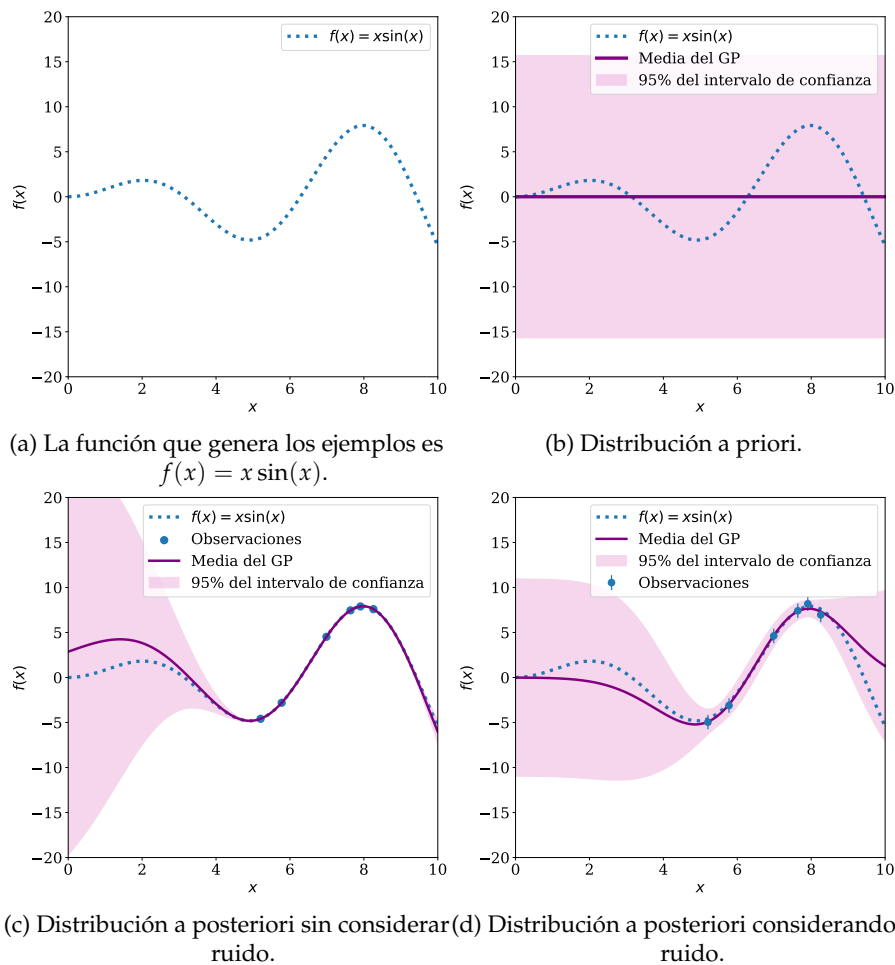 20
15
10
5
0
−5
−10
−15
−20
f(x)
0 2 4 6 8 10
x
f(x) = xsin(x)
(a) La función que genera los ejemplos es
f(x) = x sin(x).
20
15
10
5
0
−5
−10
−15
−20
f(x)
0 2 4 6 8 10
x
f(x) = xsin(x)
Media del GP
95% del intervalo de confianza
(b) Distribución a priori.
20
15
10
5
0
−5
−10
−15
−20
f(x)
0 2 4 6 8 10
x
f(x) = xsin(x)
Observaciones
Media del GP
95% del intervalo de confianza
(c) Distribución a posteriori sin considerar
ruido.
20
15
10
5
0
−5
−10
−15
−20
f(x)
0 2 4 6 8 10
x
f(x) = xsin(x)
Media del GP
95% del intervalo de confianza
Observaciones
(d) Distribución a posteriori considerando
ruido.